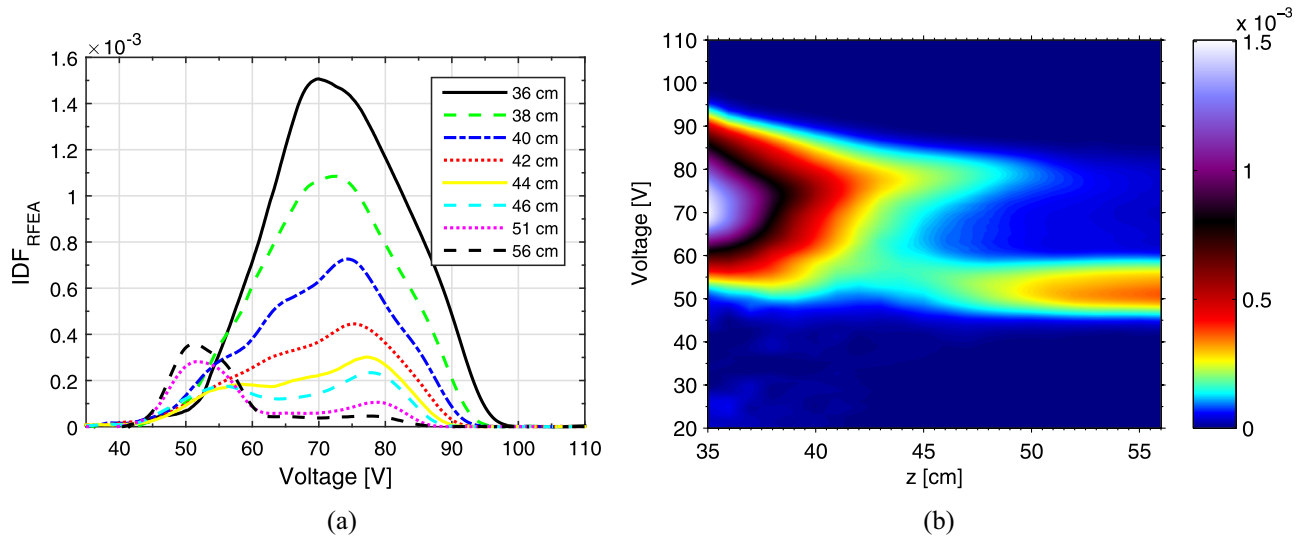 ×10⁻³
1.6
1.4
1.2
1
0.8
0.6
0.4
0.2
0
IDF_RFEA
40 50 60 70 80 90 100 110
Voltage [V]
36 cm
38 cm
40 cm
42 cm
44 cm
46 cm
51 cm
56 cm
(a)
110
100
90
80
70
60
50
40
30
20
Voltage [V]
35 40 45 50 55
z [cm]
x 10⁻³
1.5
1
0.5
0
(b)